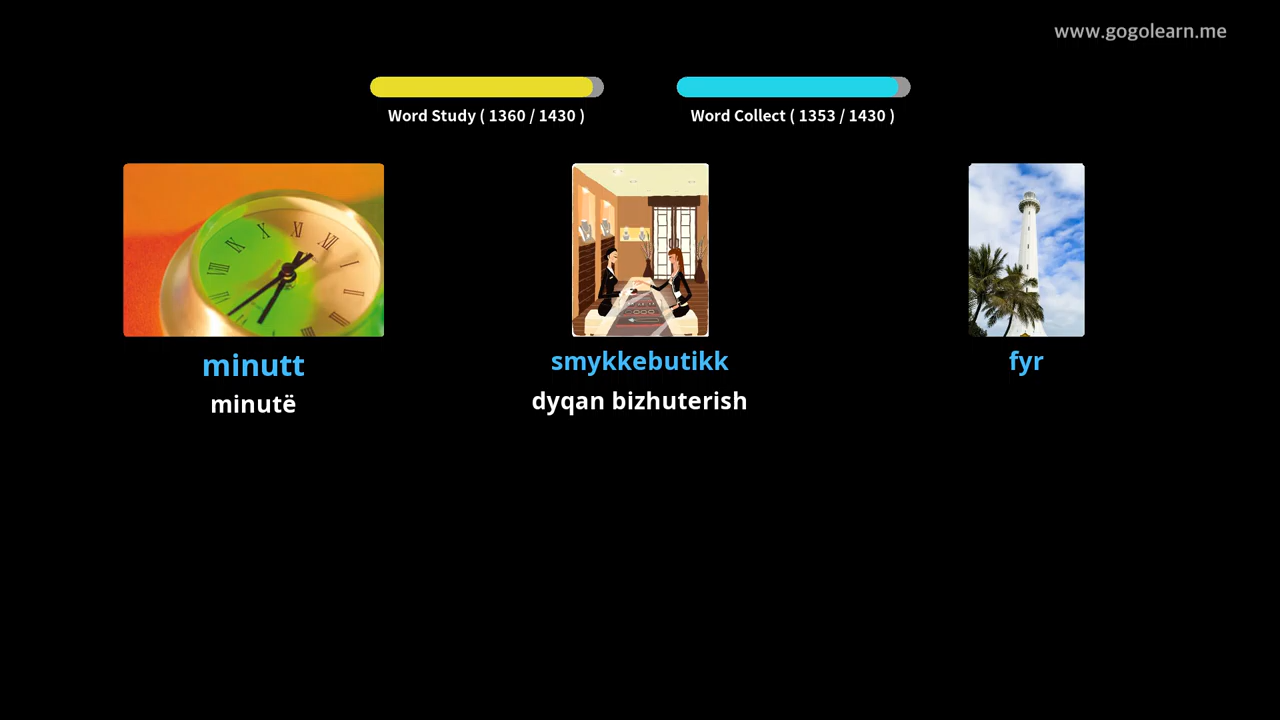 www.gogolearn.me
Word Study ( 1360 / 1430 )
Word Collect ( 1353 / 1430 )
minutt
minutë
smykkebutikk
dyqan bizhuterish
fyr